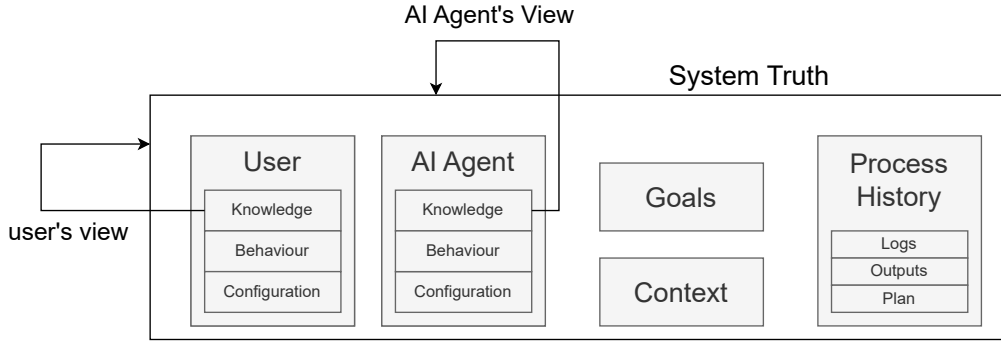 AI Agent's View
System Truth
user's view
User
Knowledge
Behaviour
Configuration
AI Agent
Knowledge
Behaviour
Configuration
Goals
Context
Process
History
Logs
Outputs
Plan